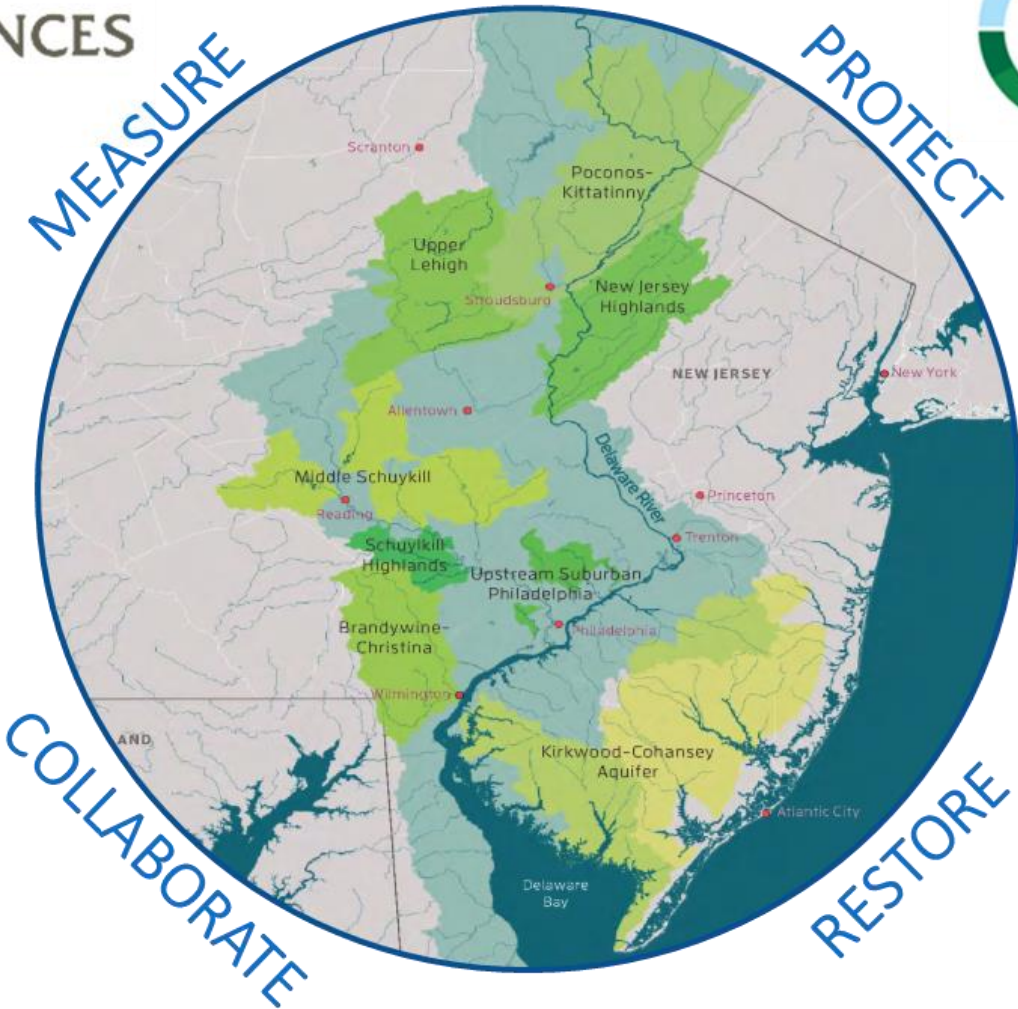 NCES
MEASURE
PROTECT
Scranton
Poconos-
Kittatinny
Upper
Lehigh
Stroudsburg
New Jersey
Highlands
NEW JERSEY
New York
Allentown
Delaware River
Middle Schuykill
Reading
Princeton
Trenton
Schuylkill
Highlands
Upstream Suburban
Philadelphia
Philadelphia
Brandywine-
Christina
Wilmington
AND
Kirkwood-Cohansey
Aquifer
Atlantic City
Delaware
Bay
COLLABORATE
RESTORE